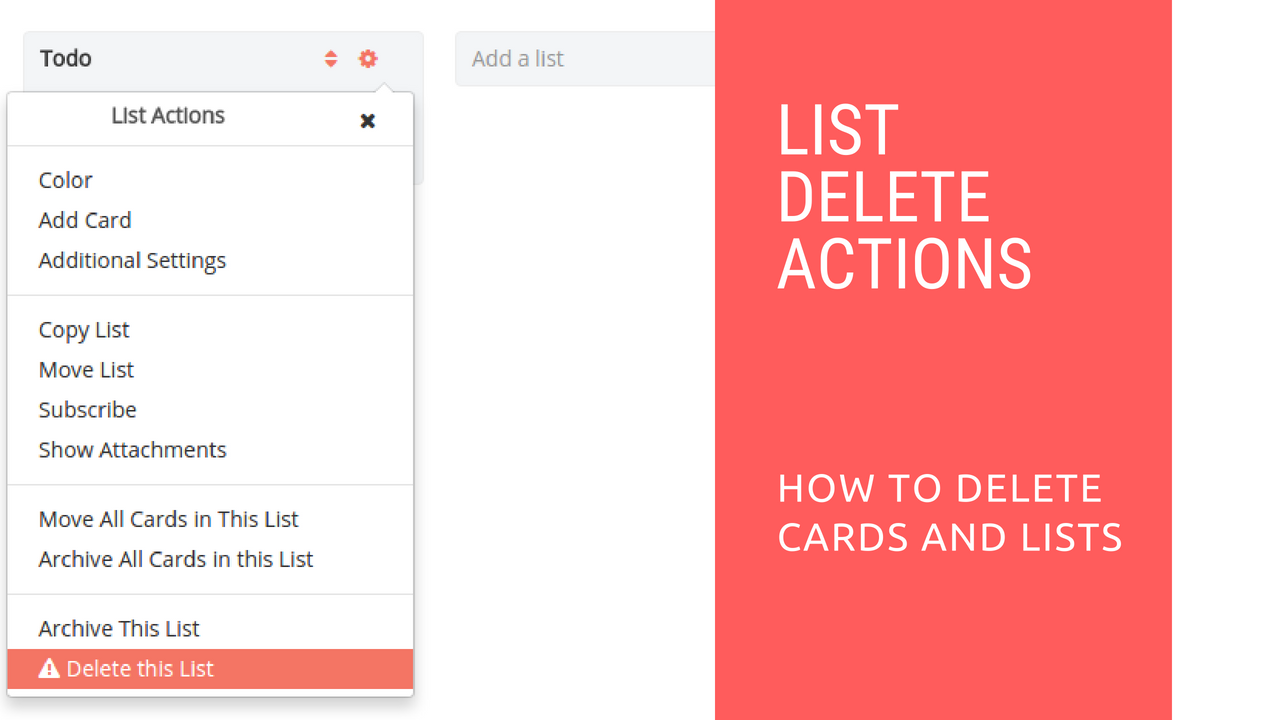 Todo
Add a list
List Actions
Color
Add Card
Additional Settings
Copy List
Move List
Subscribe
Show Attachments
Move All Cards in This List
Archive All Cards in this List
Archive This List
Delete this List
LIST
DELETE
ACTIONS
HOW TO DELETE
CARDS AND LISTS